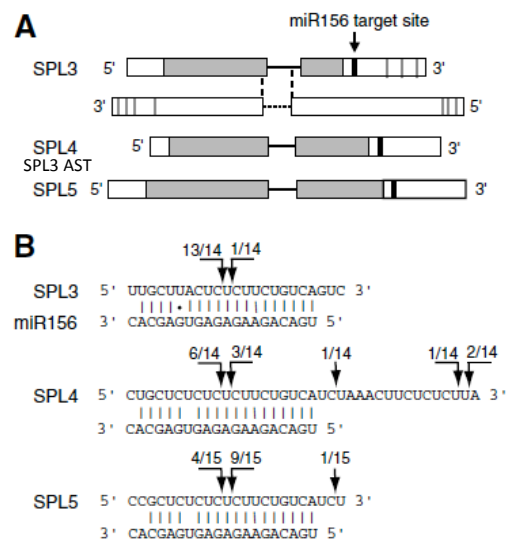 A
miR156 target site
SPL3 5' 3'
3' 5'
SPL4 5' 3'
SPL3 AST
SPL5 5' 3'
B
13/14 1/14
SPL3 5' UUGCUUACUCUCUUCUGUCAGUC 3'
miR156 3' CACGAGUGAGAGAAGACAGU 5'
6/14 3/14 1/14 1/14 2/14
SPL4 5' CUGCUCUCUCUCUUCUGUCAUCUAAACUUCUCUCUUA 3'
3' CACGAGUGAGAGAAGACAGU 5'
4/15 9/15 1/15
SPL5 5' CCGCUCUCUCUCUUCUGUCAUCU 3'
3' CACGAGUGAGAGAAGACAGU 5'